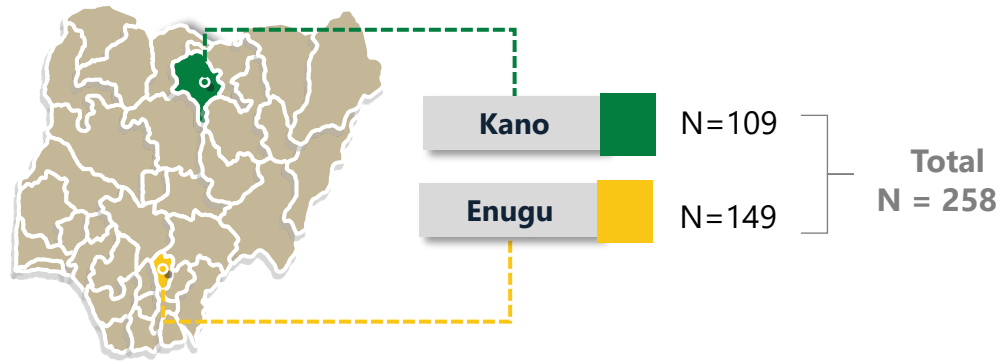 Kano
N=109
Enugu
N=149
Total
N = 258